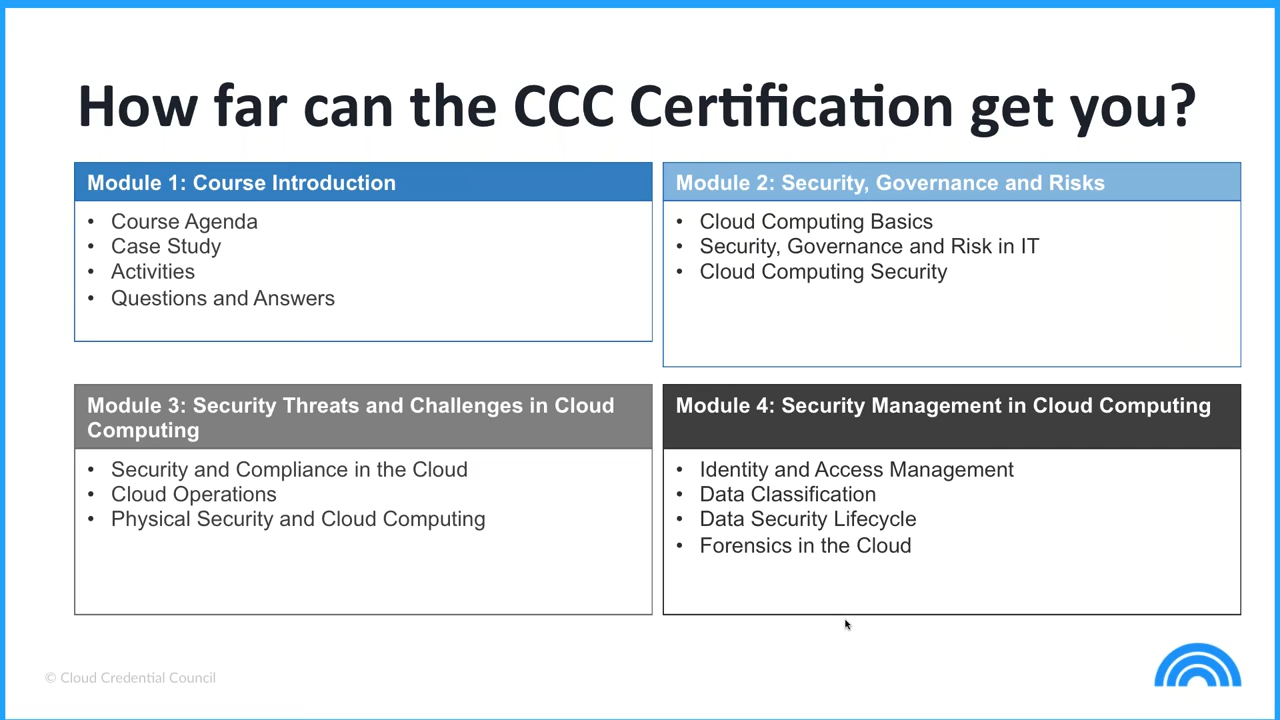 How far can the CCC Certification get you?
Module 1: Course Introduction
• Course Agenda
• Case Study
• Activities
• Questions and Answers
Module 2: Security, Governance and Risks
• Cloud Computing Basics
• Security, Governance and Risk in IT
• Cloud Computing Security
Module 3: Security Threats and Challenges in Cloud
Computing
• Security and Compliance in the Cloud
• Cloud Operations
• Physical Security and Cloud Computing
Module 4: Security Management in Cloud Computing
• Identity and Access Management
• Data Classification
• Data Security Lifecycle
• Forensics in the Cloud
© Cloud Credential Council